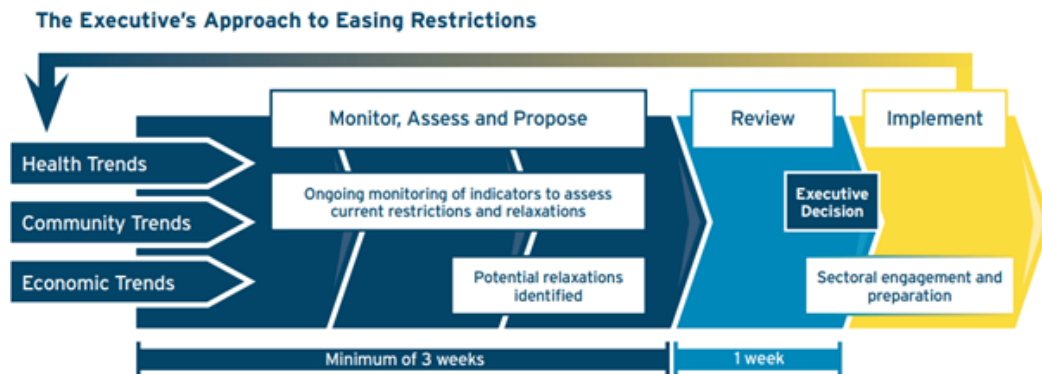 The Executive's Approach to Easing Restrictions
Monitor, Assess and Propose
Review
Implement
Health Trends
Community Trends
Economic Trends
Ongoing monitoring of indicators to assess
current restrictions and relaxations
Executive
Decision
Potential relaxations
identified
Sectoral engagement and
preparation
Minimum of 3 weeks
1 week